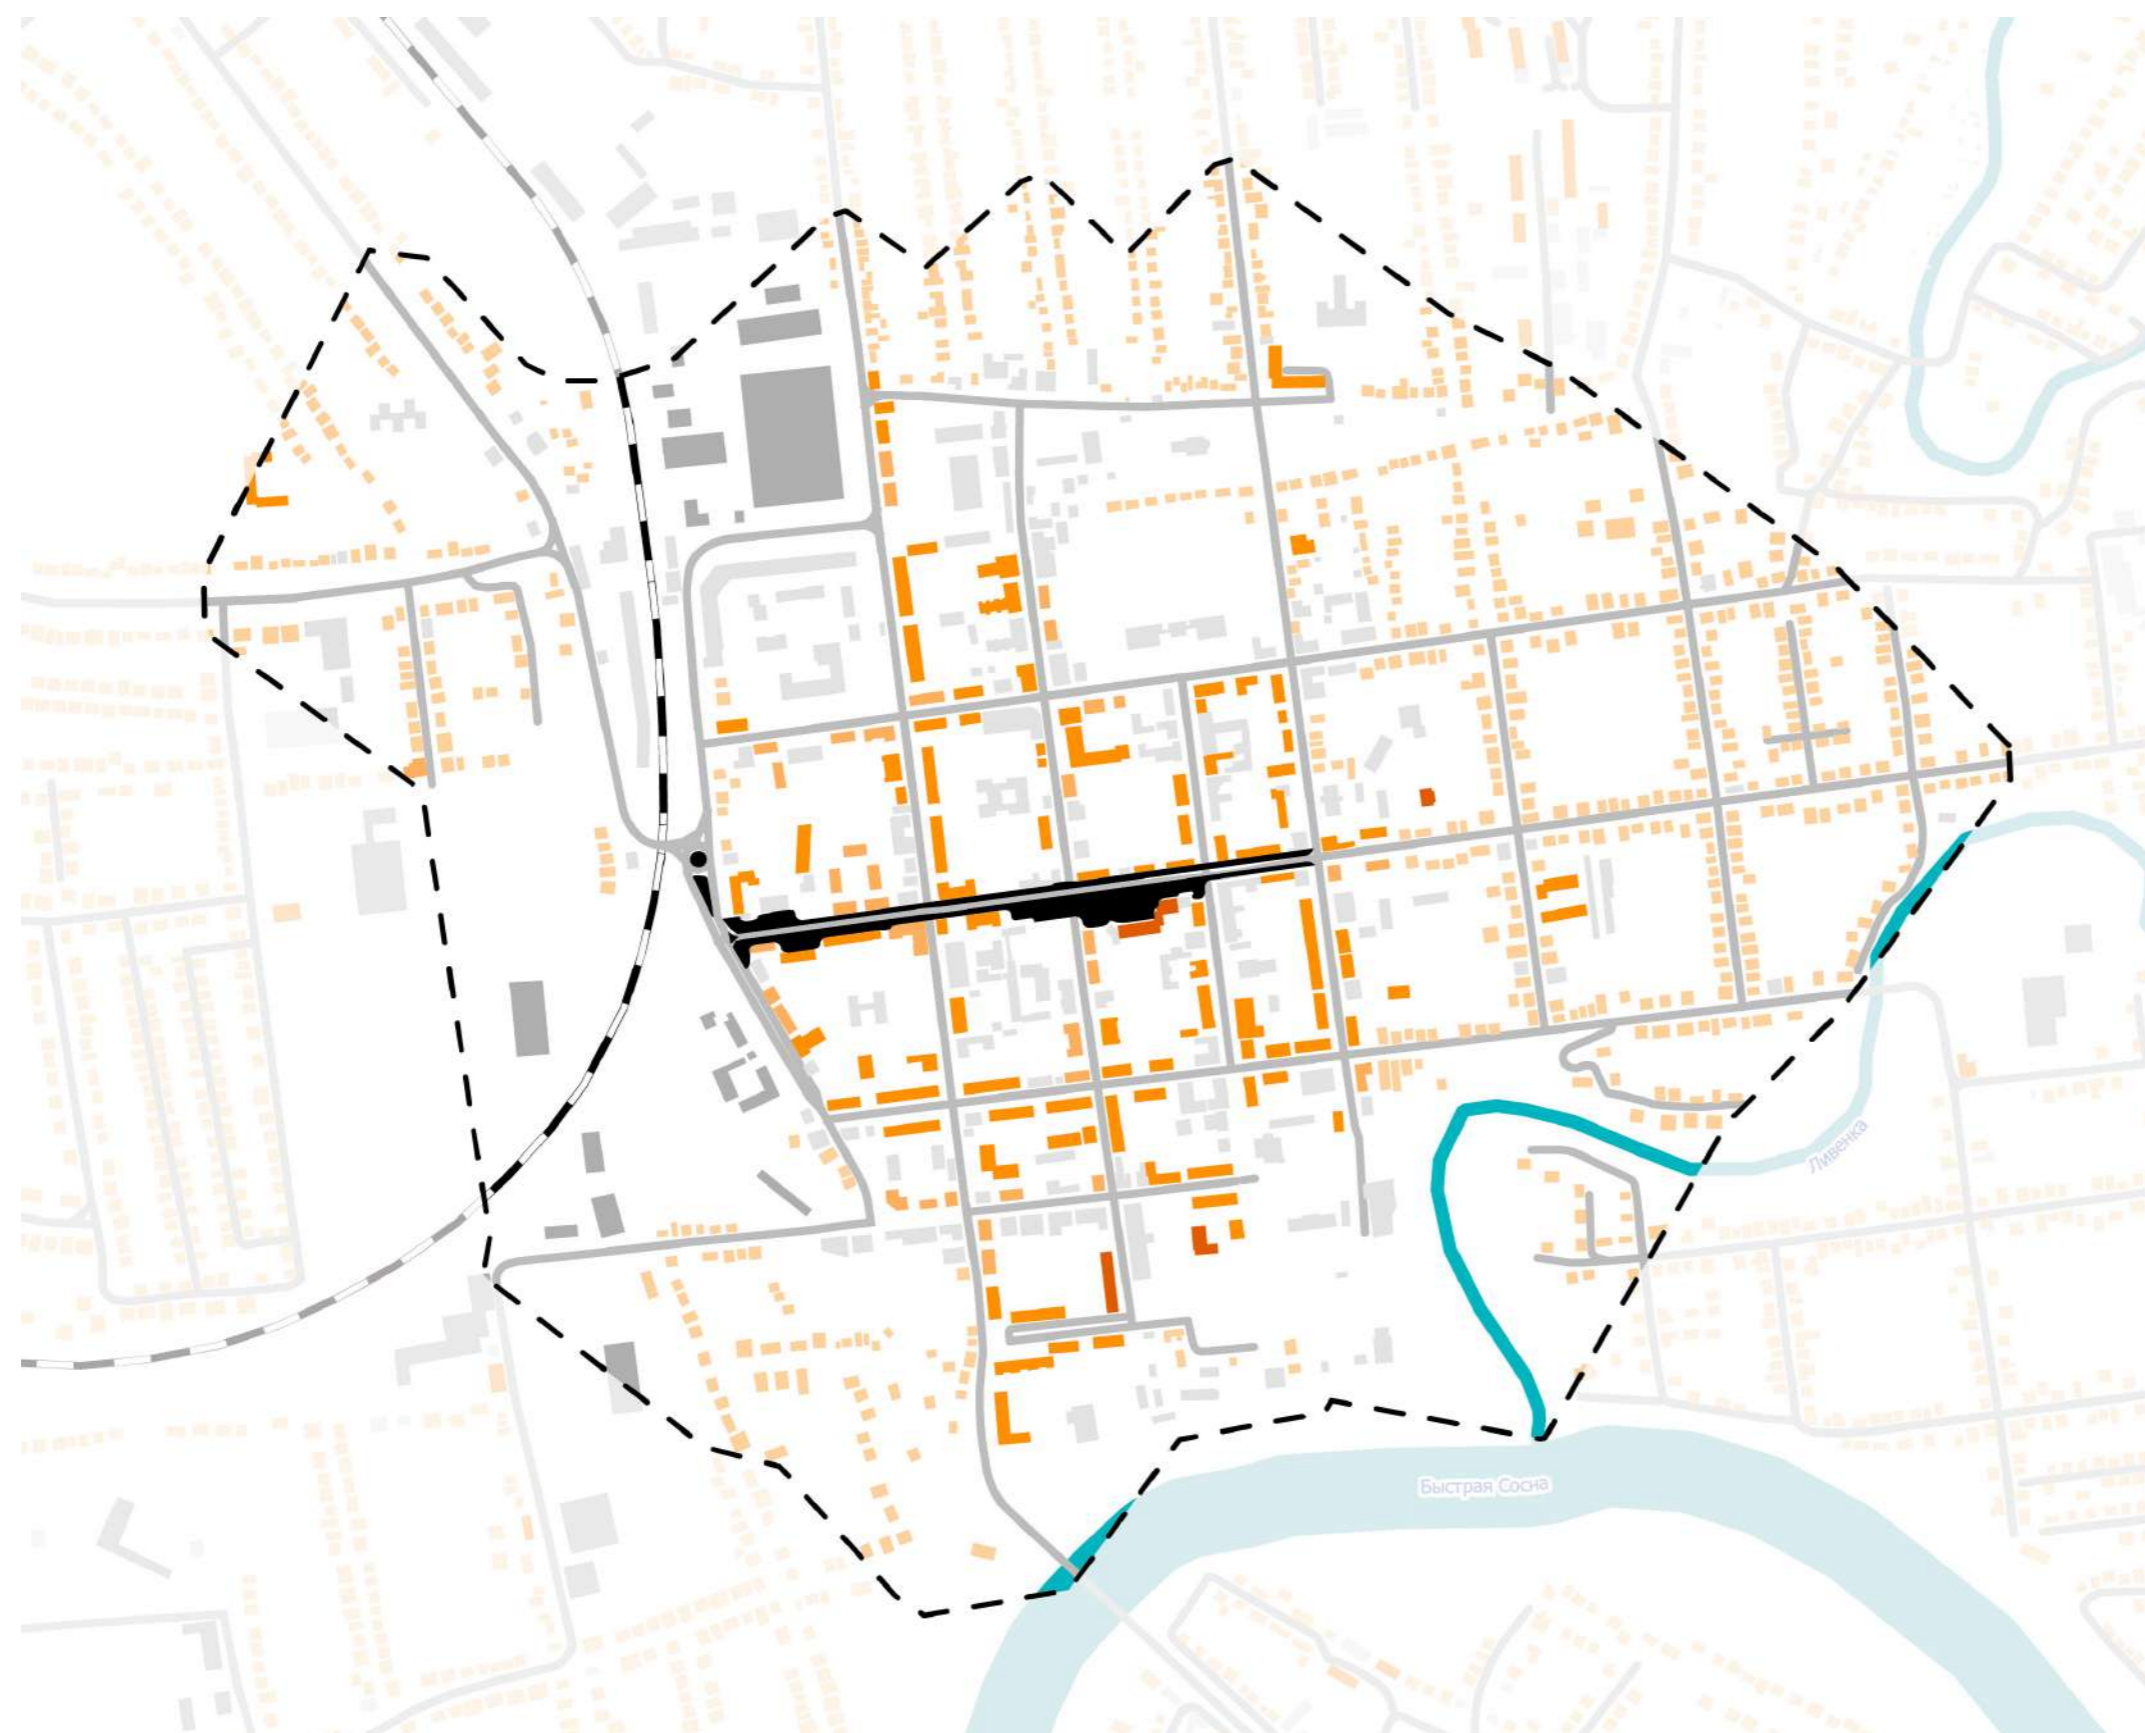 Ливенка
Быстрая Сосна